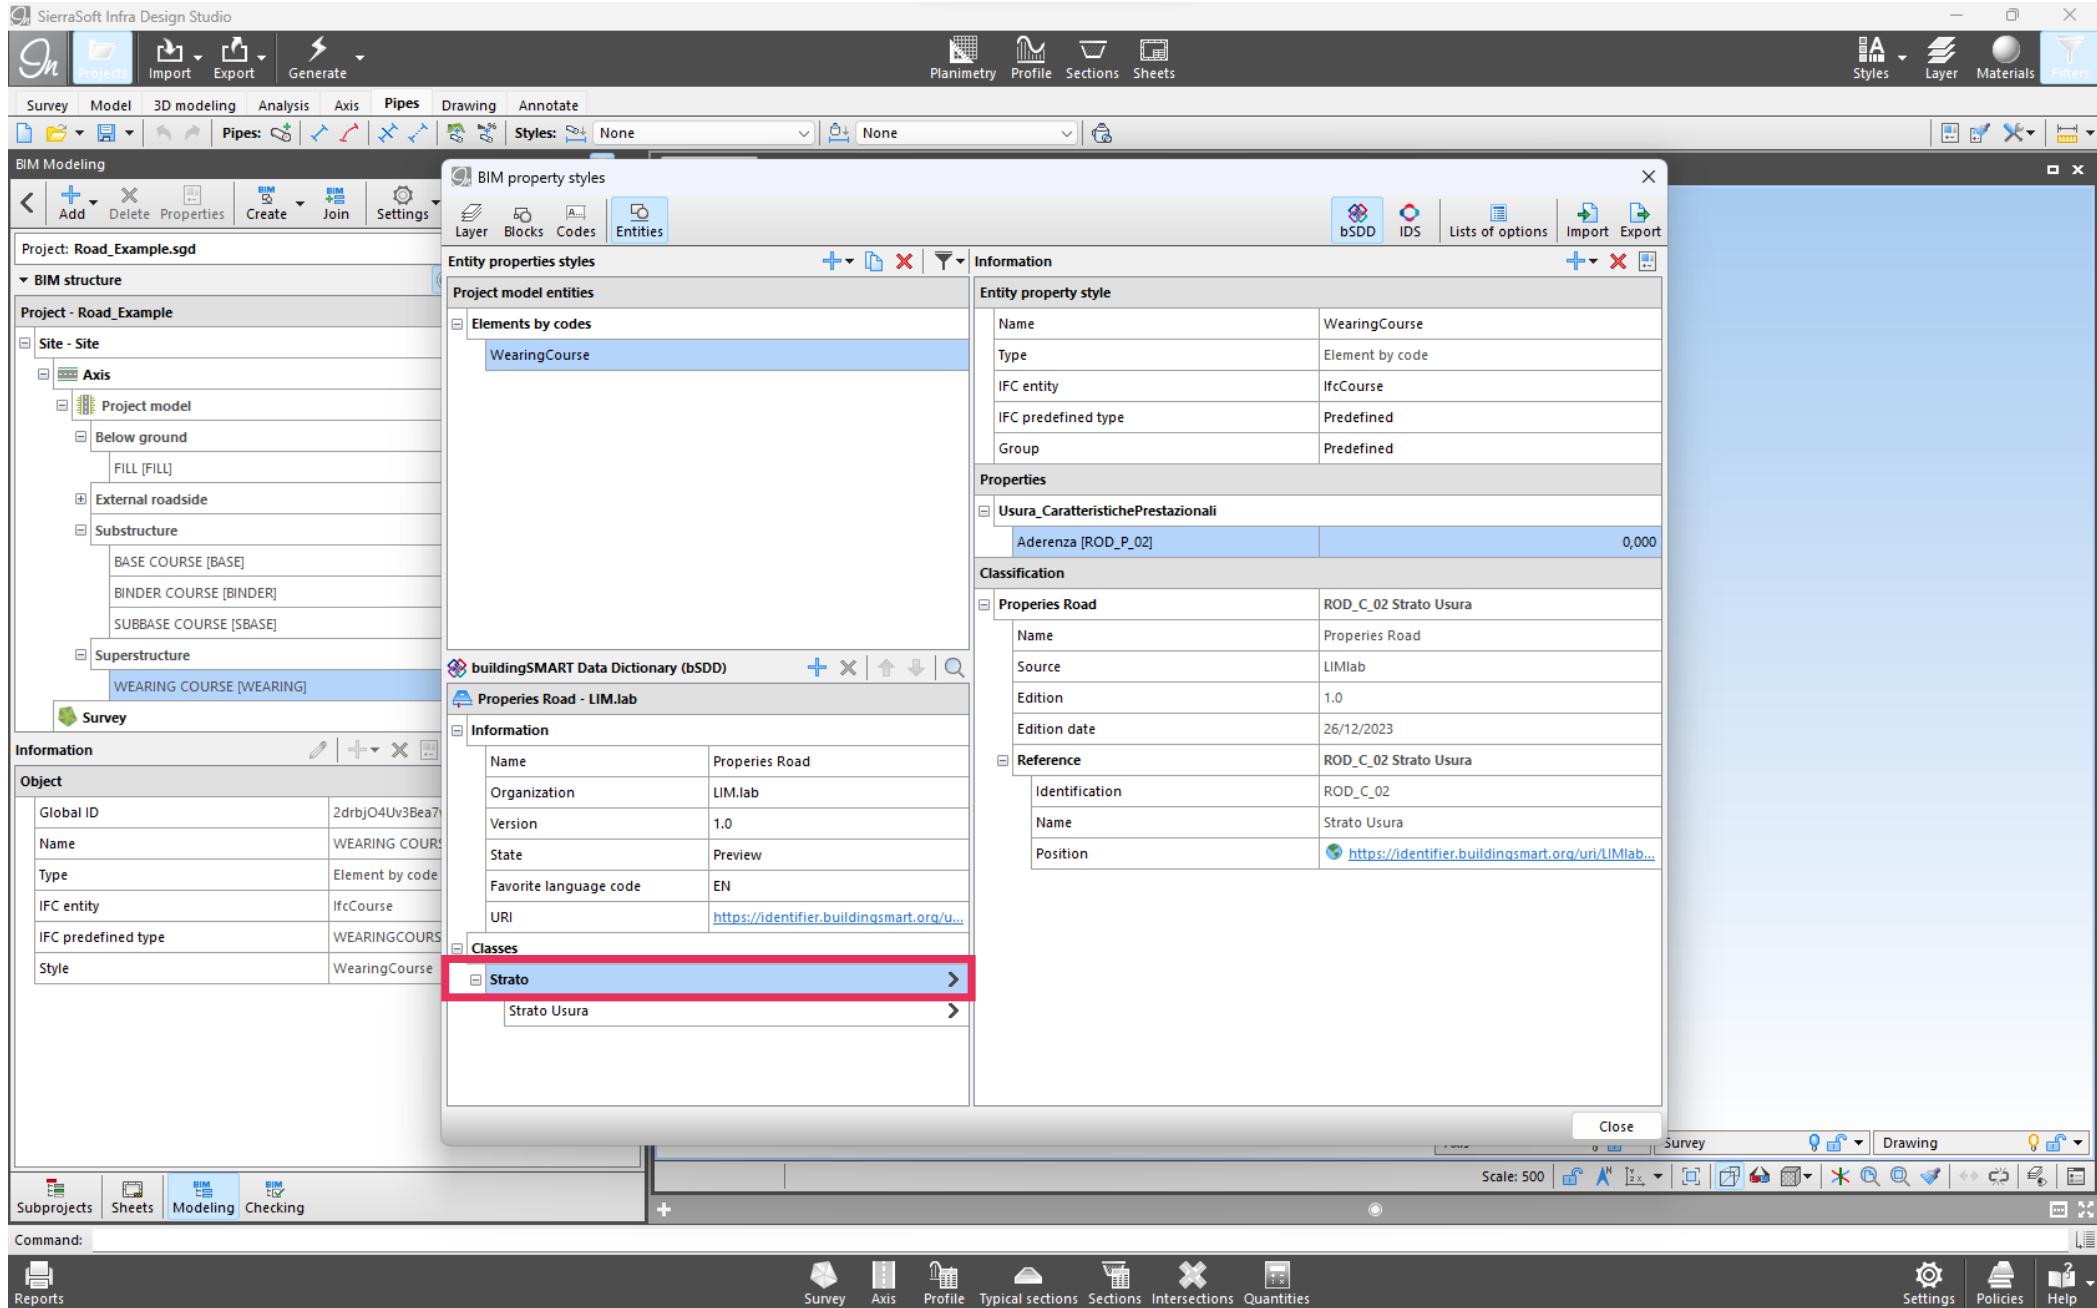 SierraSoft Infra Design Studio
Projects Import Export Generate Planimetry Profile Sections Sheets Styles Layer Materials Filters
Survey Model 3D modeling Analysis Axis Pipes Drawing Annotate
Pipes: Styles: None None
BIM Modeling
Add Delete Properties Create Join Settings
Project: Road_Example.sgd
BIM structure
Project - Road_Example
Site - Site
Axis
Project model
Below ground
FILL [FILL]
External roadside
Substructure
BASE COURSE [BASE]
BINDER COURSE [BINDER]
SUBBASE COURSE [SBASE]
Superstructure
WEARING COURSE [WEARING]
Survey
Information
Object
Global ID 2drbjO4Uv3Bea7
Name WEARING COURS
Type Element by code
IFC entity IfcCourse
IFC predefined type WEARINGCOURS
Style WearingCourse
Subprojects Sheets Modeling Checking
BIM property styles
Layer Blocks Codes Entities bSDD IDS Lists of options Import Export
Entity properties styles
Project model entities
Elements by codes
WearingCourse
buildingSMART Data Dictionary (bSDD)
Properies Road - LIM.lab
Information
Name Properies Road
Organization LIM.lab
Version 1.0
State Preview
Favorite language code EN
URI https://identifier.buildingsmart.org/u...
Classes
Strato
Strato Usura
Information
Entity property style
Name WearingCourse
Type Element by code
IFC entity IfcCourse
IFC predefined type Predefined
Group Predefined
Properties
Usura_CaratteristichePrestazionali
Aderenza [ROD_P_02] 0,000
Classification
Properies Road ROD_C_02 Strato Usura
Name Properies Road
Source LIMlab
Edition 1.0
Edition date 26/12/2023
Reference ROD_C_02 Strato Usura
Identification ROD_C_02
Name Strato Usura
Position https://identifier.buildingsmart.org/uri/LIMlab...
Close
Survey Drawing
Scale: 500
Command:
Reports Survey Axis Profile Typical sections Sections Intersections Quantities Settings Policies Help